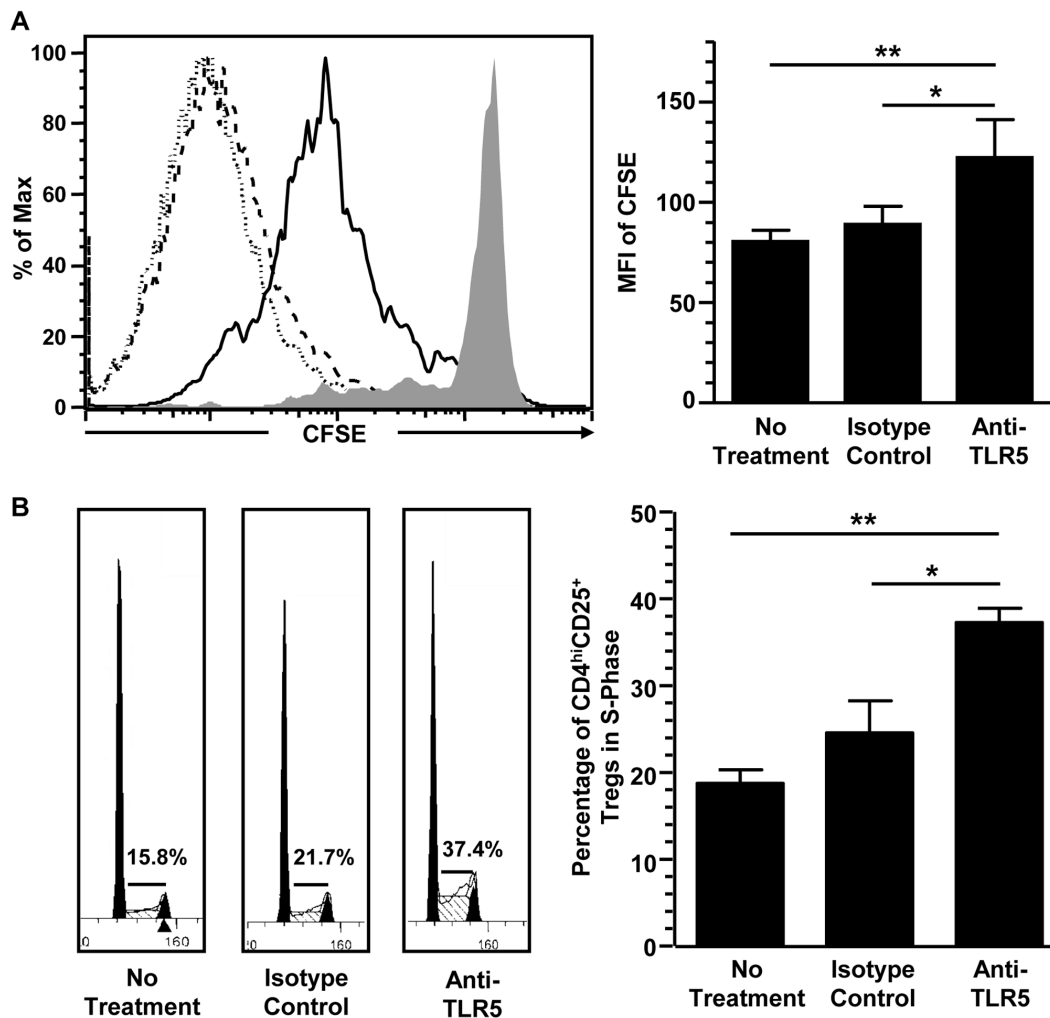 A
100
80
60
40
20
0
% of Max
CFSE
150
100
50
0
MFI of CFSE
**
*
No Treatment
Isotype Control
Anti-TLR5
B
15.8%
0
160
No Treatment
21.7%
160
Isotype Control
37.4%
160
Anti-TLR5
50
40
30
20
10
0
Percentage of CD4hiCD25+
Tregs in S-Phase
**
*
No Treatment
Isotype Control
Anti-TLR5